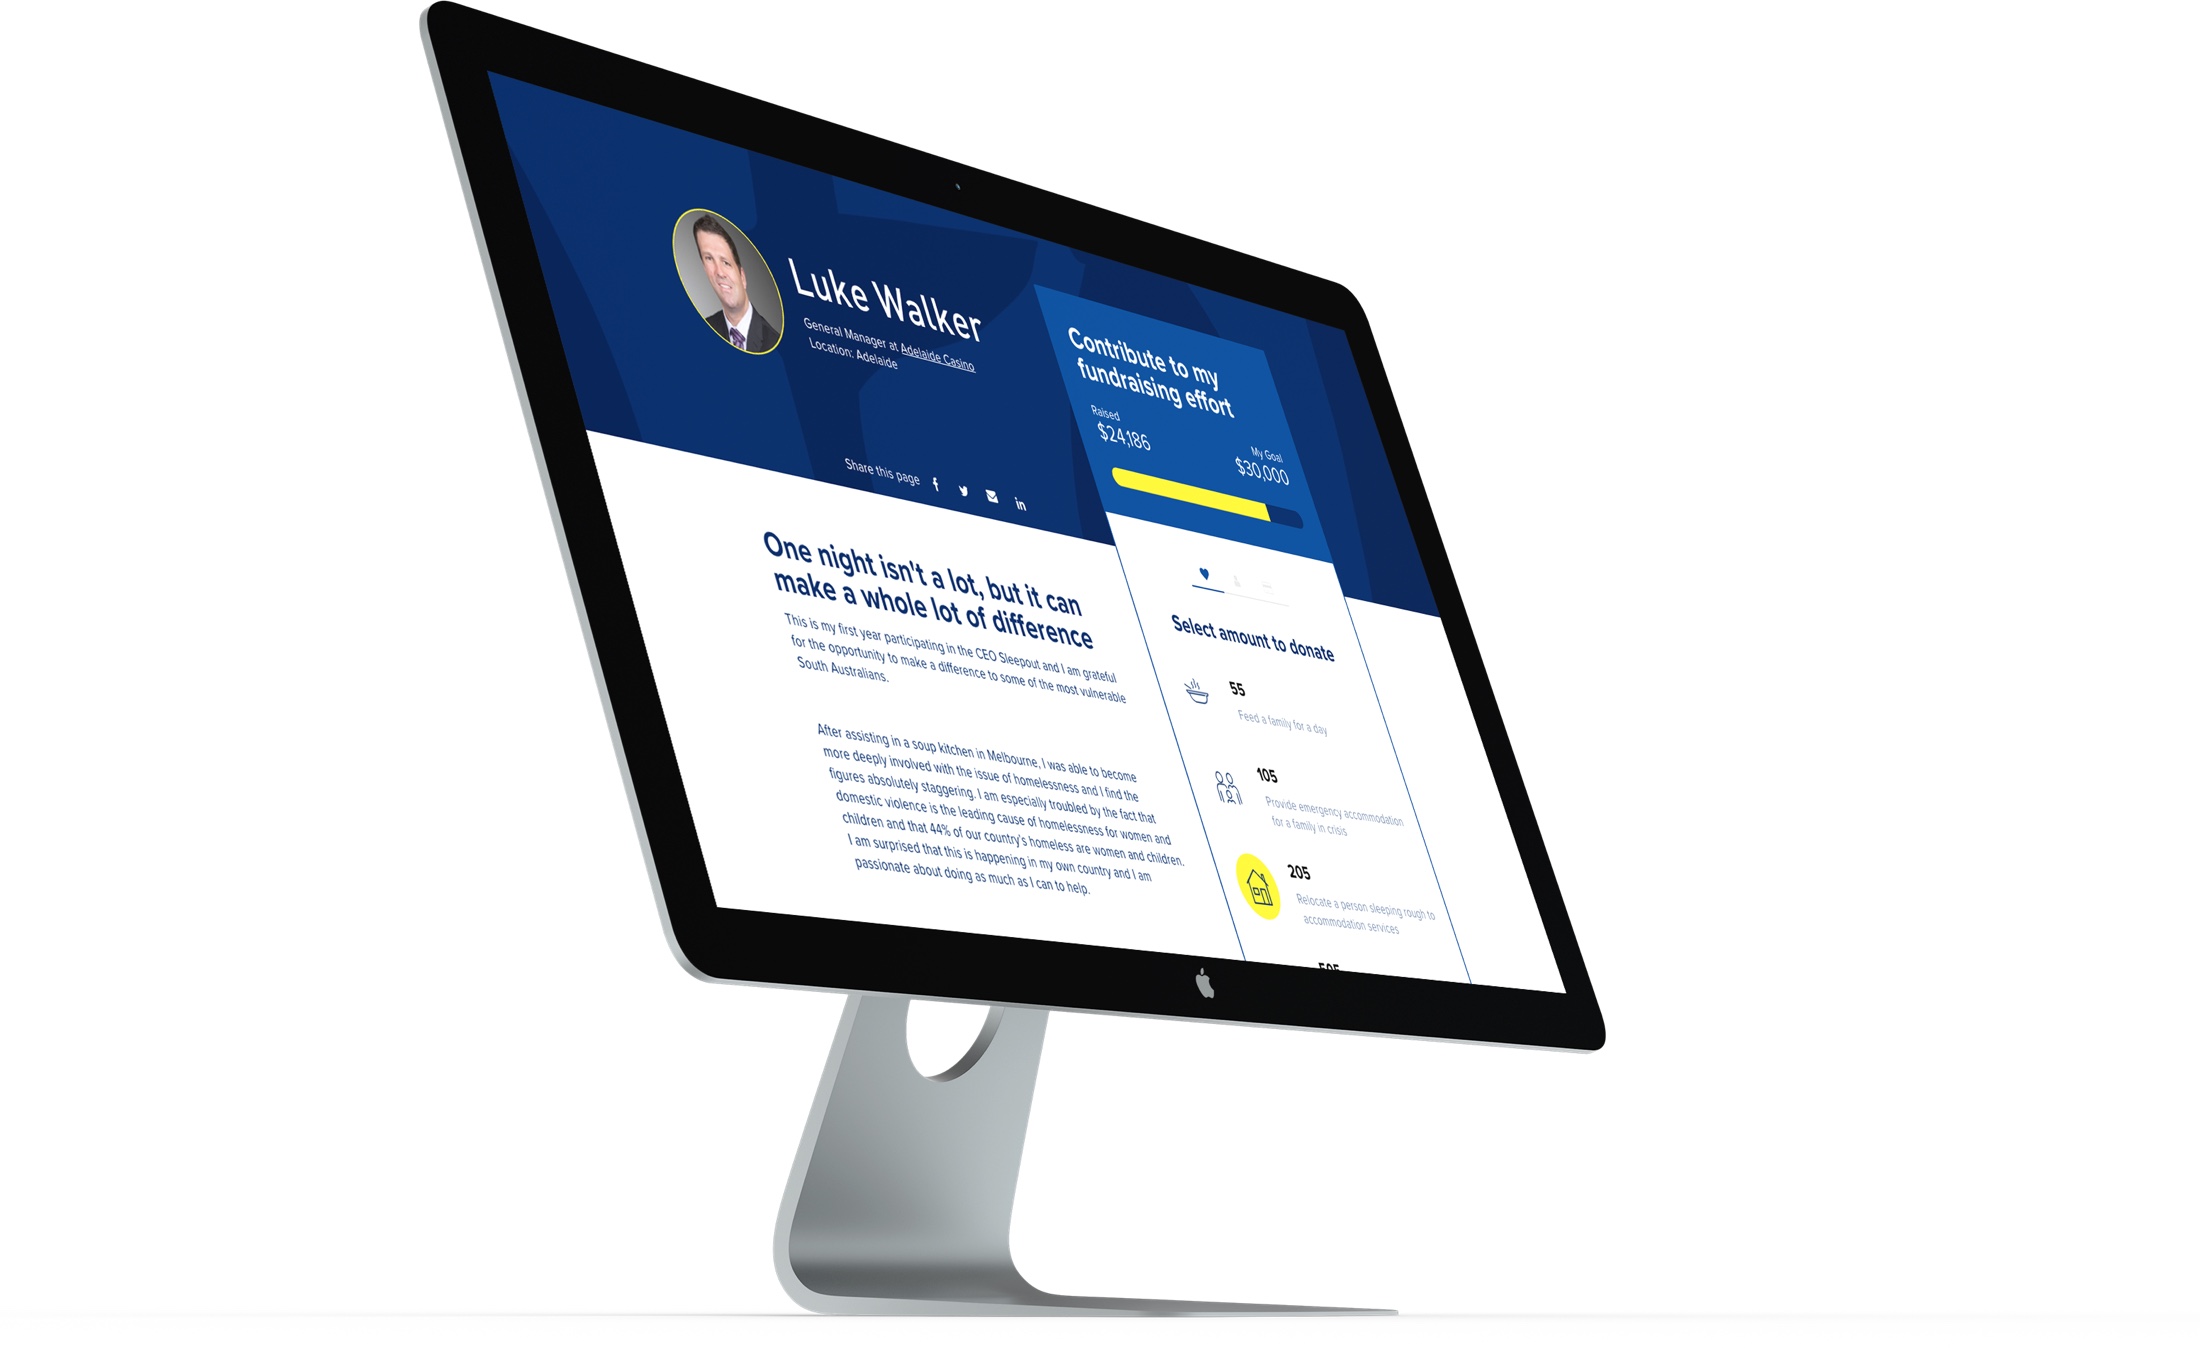 Luke Walker
General Manager at Adelaide Casino
Location: Adelaide
Share this page
Contribute to my
fundraising effort
Raised
$24,186
My Goal
$30,000
One night isn't a lot, but it can
make a whole lot of difference
This is my first year participating in the CEO Sleepout and I am grateful
for the opportunity to make a difference to some of the most vulnerable
South Australians.
After assisting in a soup kitchen in Melbourne, I was able to become
more deeply involved with the issue of homelessness and I find the
figures absolutely staggering. I am especially troubled by the fact that
domestic violence is the leading cause of homelessness for women and
children and that 44% of our country's homeless are women and children.
I am surprised that this is happening in my own country and I am
passionate about doing as much as I can to help.
Select amount to donate
55
Feed a family for a day
105
Provide emergency accommodation
for a family in crisis
205
Relocate a person sleeping rough to
accommodation services